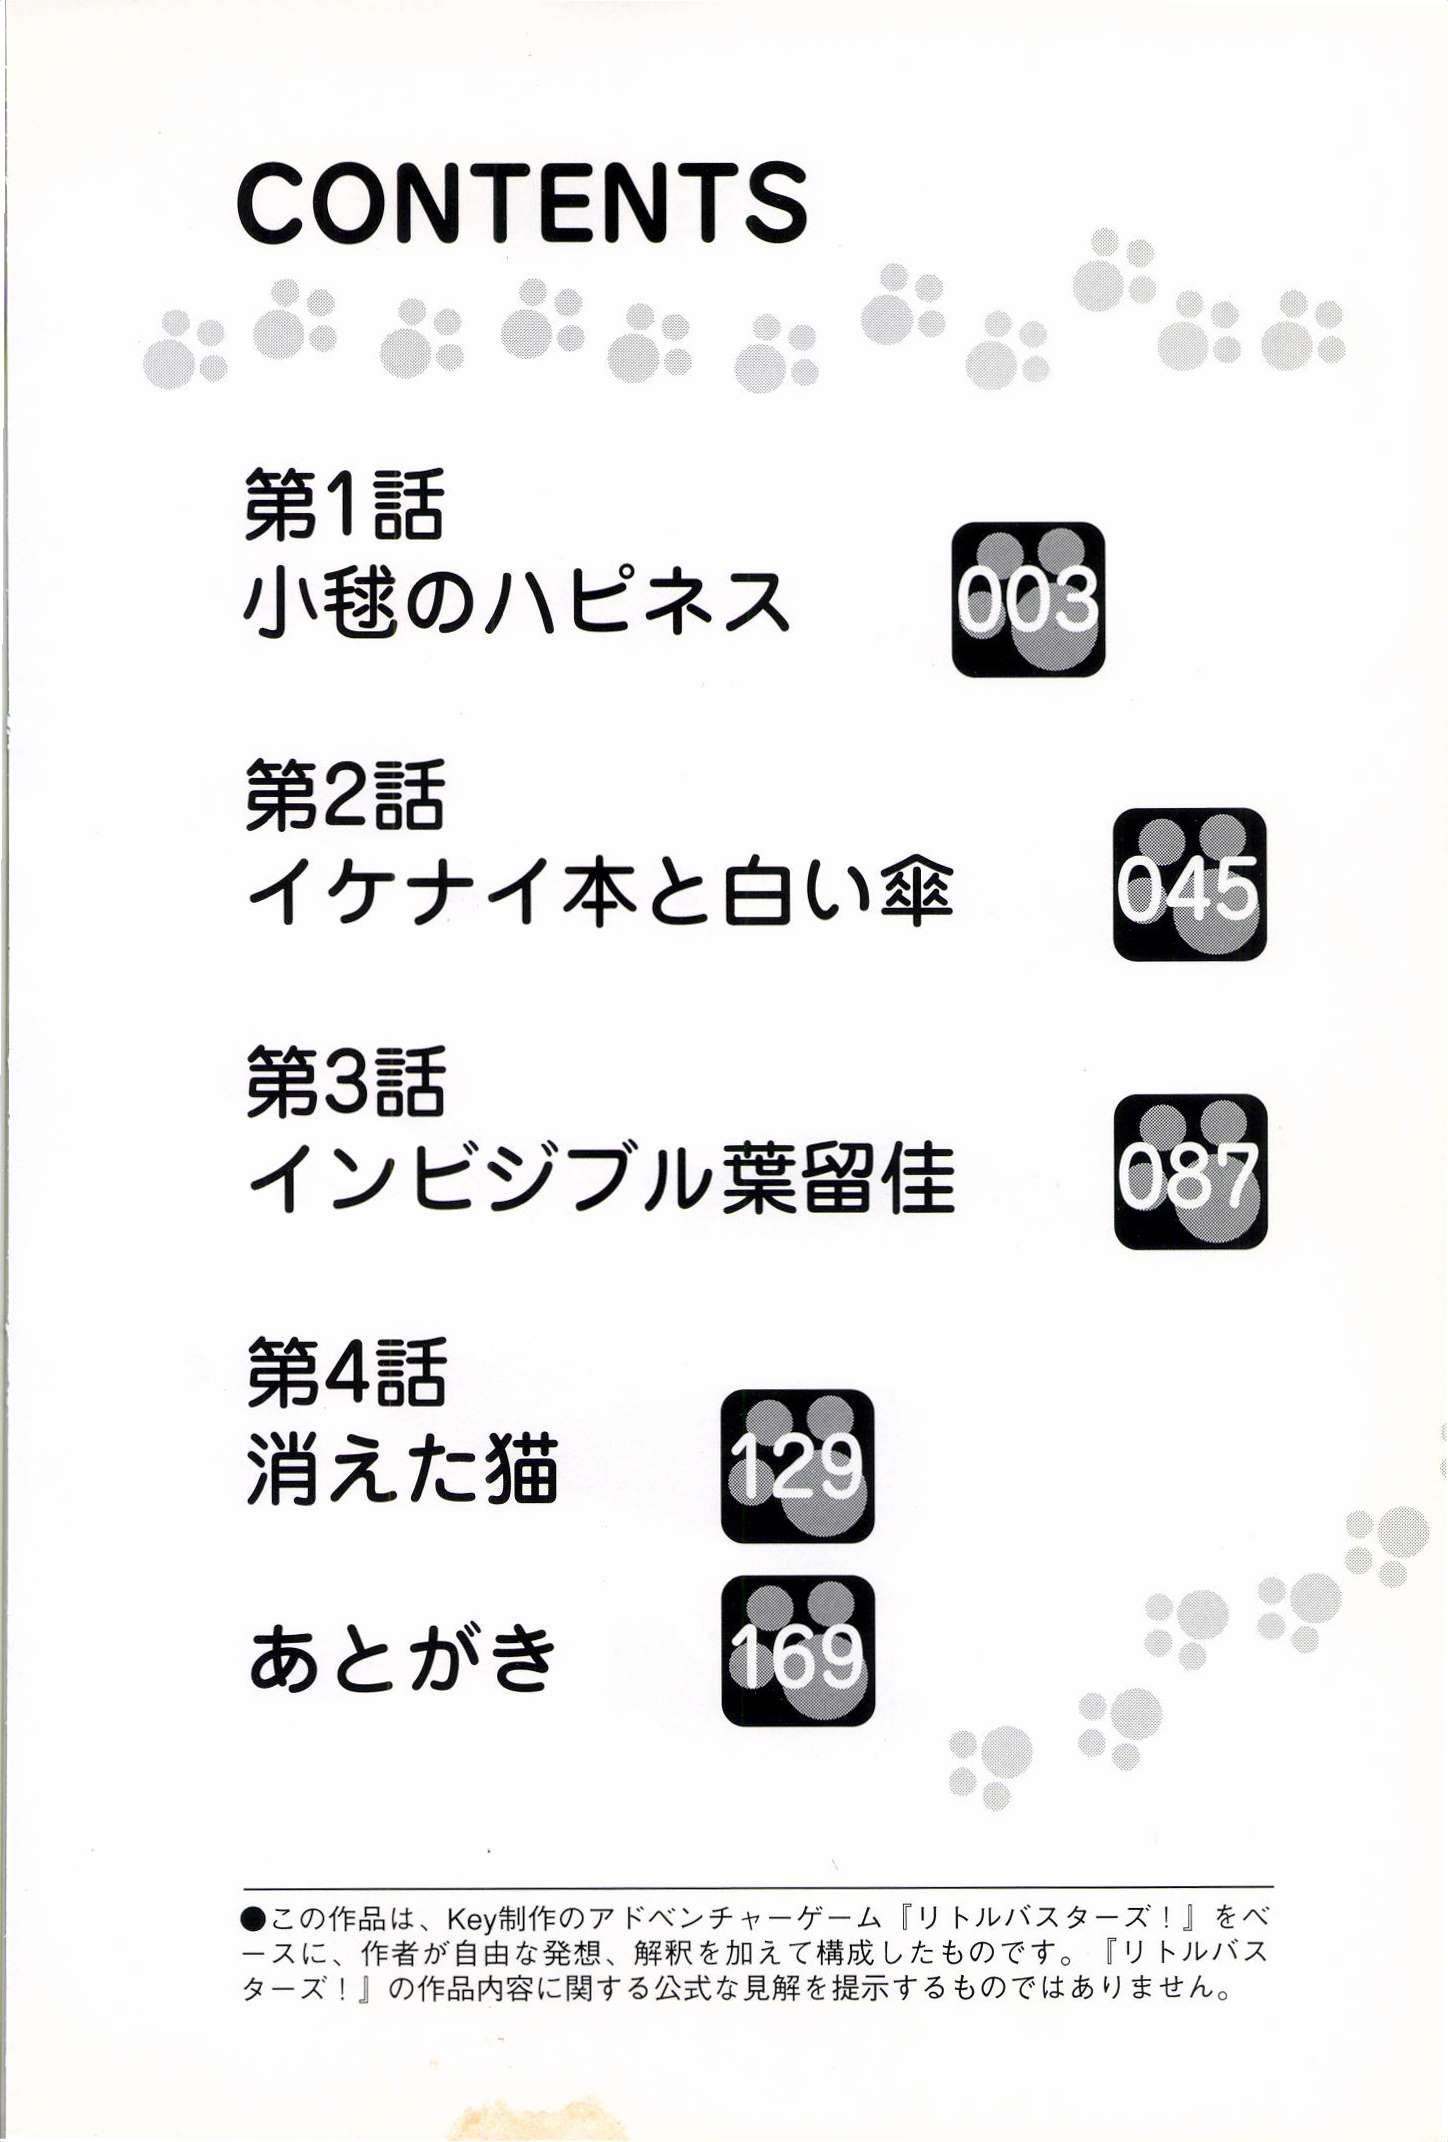 CONTENTS
第1話
小毬のハピネス
003
第2話
イケナイ本と白い傘
045
第3話
インビジブル葉留佳
087
第4話
消えた猫
129
あとがき
169
●この作品は、Key制作のアドベンチャーゲーム『リトルバスターズ！』をベ
ースに、作者が自由な発想、解釈を加えて構成したものです。『リトルバス
ターズ！』の作品内容に関する公式な見解を提示するものではありません。